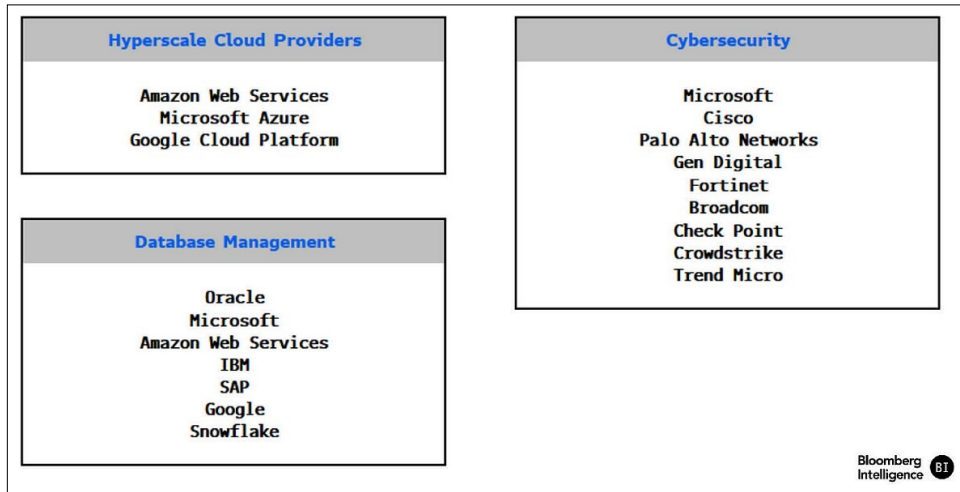 Hyperscale Cloud Providers
Amazon Web Services
Microsoft Azure
Google Cloud Platform
Database Management
Oracle
Microsoft
Amazon Web Services
IBM
SAP
Google
Snowflake
Cybersecurity
Microsoft
Cisco
Palo Alto Networks
Gen Digital
Fortinet
Broadcom
Check Point
Crowdstrike
Trend Micro
Bloomberg
Intelligence
BI